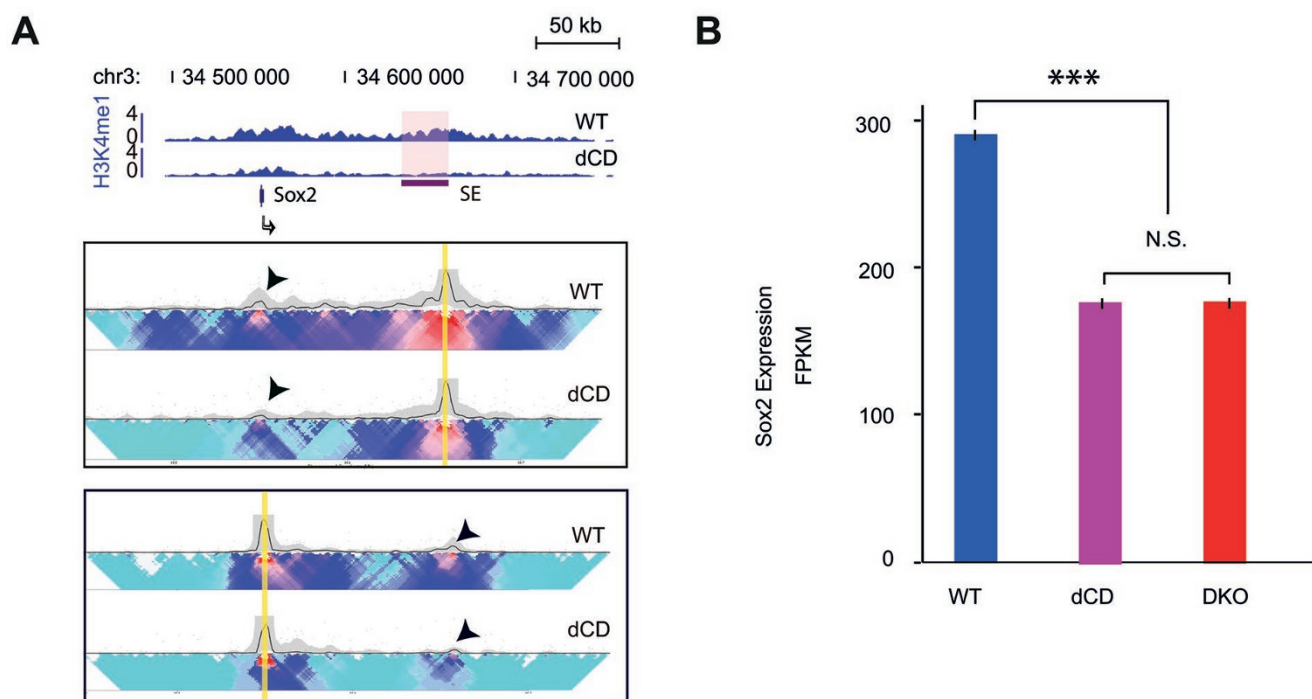 A
50 kb
chr3: 34 500 000 34 600 000 34 700 000
H3K4me1
4
0
WT
4
0
dCD
Sox2
SE
WT
dCD
WT
dCD
B
***
300
N.S.
200
100
0
Sox2 Expression
FPKM
WT dCD DKO